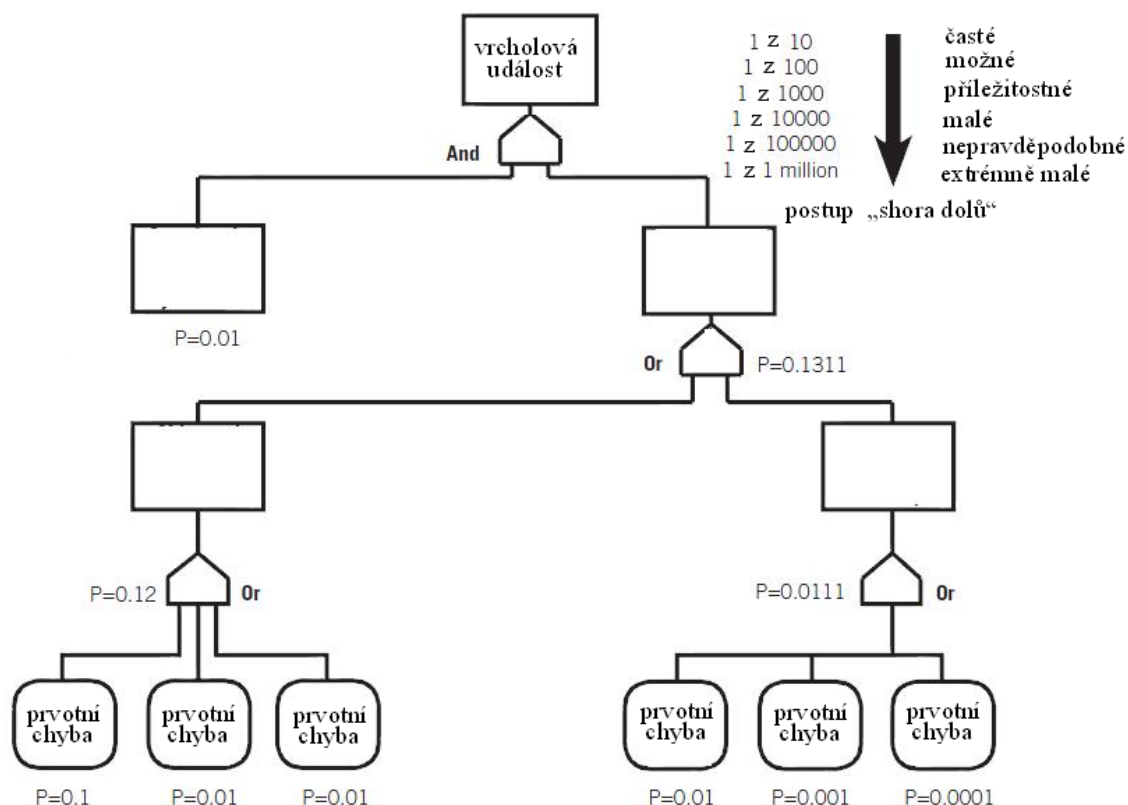 vrcholová
událost
1 z 10
1 z 100
1 z 1000
1 z 10000
1 z 100000
1 z 1 million
časté
možné
příležitostné
malé
nepravděpodobné
extrémně malé
postup „shora dolů“
And
P=0.01
Or
P=0.1311
P=0.12
Or
P=0.0111
Or
prvotní
chyba
prvotní
chyba
prvotní
chyba
prvotní
chyba
prvotní
chyba
prvotní
chyba
P=0.1
P=0.01
P=0.01
P=0.01
P=0.001
P=0.0001